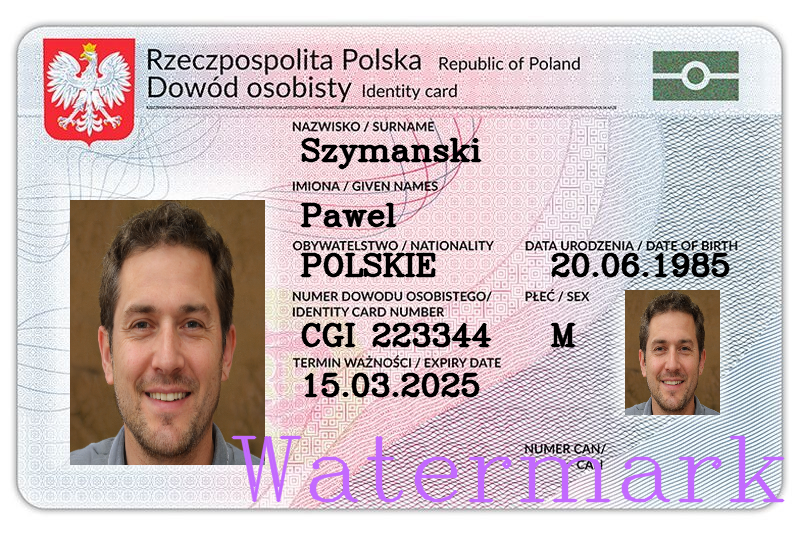 Rzeczpospolita Polska Republic of Poland
Dowód osobisty Identity card
NAZWISKO / SURNAME
Szymanski
IMIONA / GIVEN NAMES
Pawel
OBYWATELSTWO / NATIONALITY DATA URODZENIA / DATE OF BIRTH
POLSKIE 20.06.1985
NUMER DOWODU OSOBISTEGO/ PŁEĆ / SEX
IDENTITY CARD NUMBER
CGI 223344 M
TERMIN WAŻNOŚCI / EXPIRY DATE
15.03.2025
NUMER CAN/
CAN
Watermark